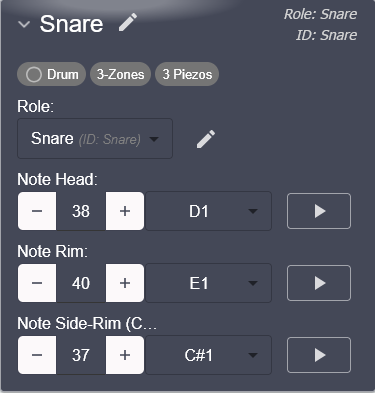 Snare
Role: Snare
ID: Snare
Drum 3-Zones 3 Piezos
Role:
Snare (ID: Snare)
Note Head:
− 38 + D1
Note Rim:
− 40 + E1
Note Side-Rim (C...
− 37 + C#1